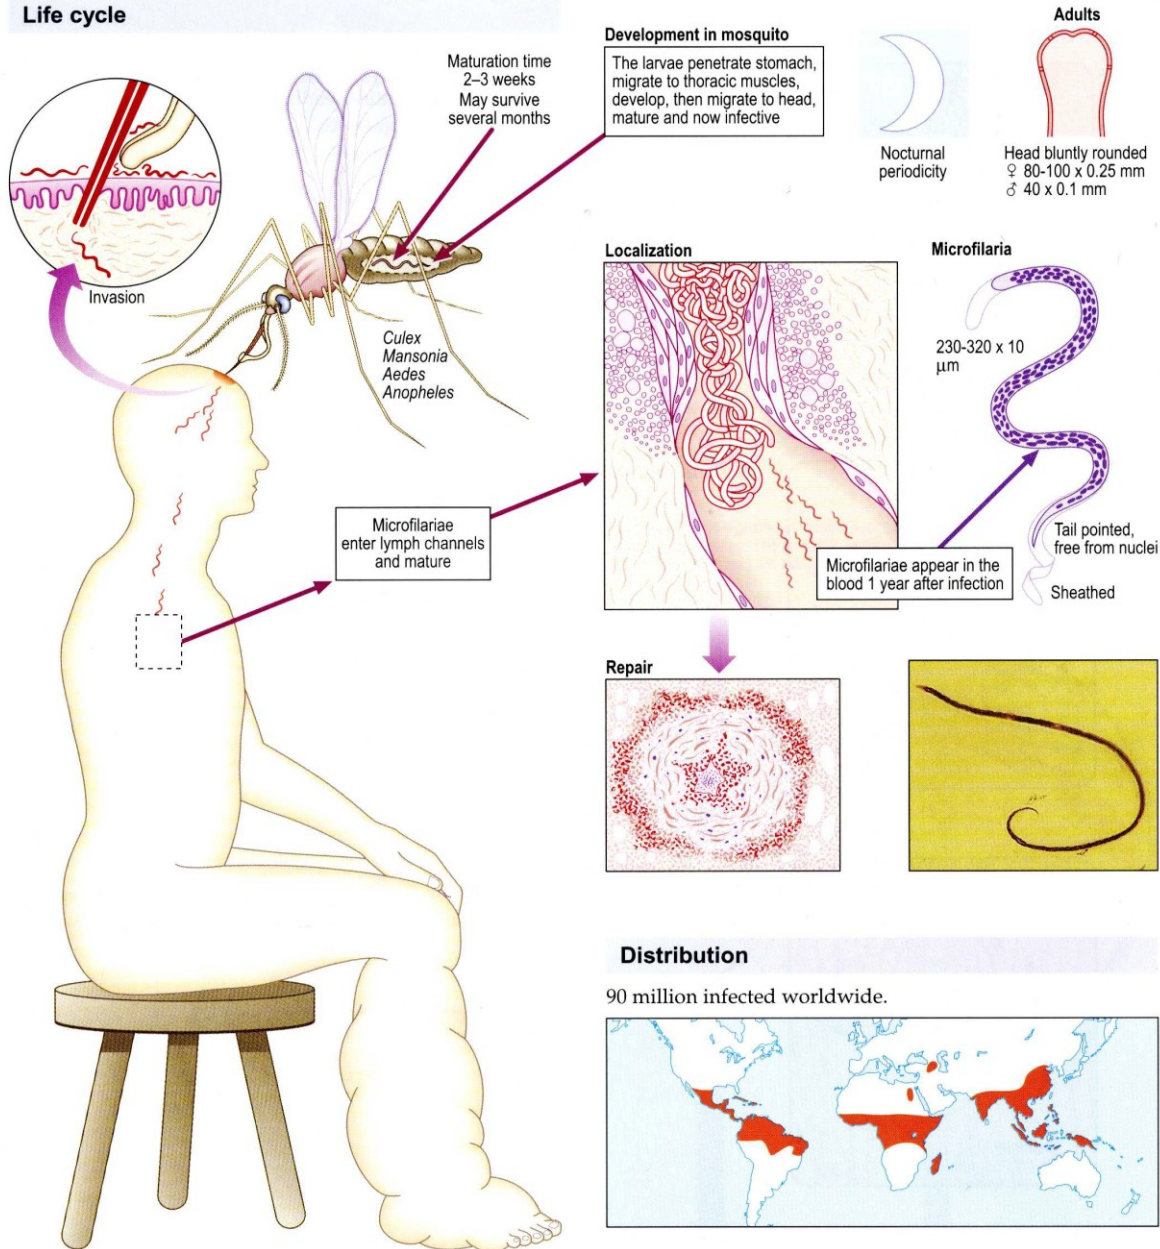 Life cycle
Maturation time
2–3 weeks
May survive
several months
Development in mosquito
The larvae penetrate stomach,
migrate to thoracic muscles,
develop, then migrate to head,
mature and now infective
Nocturnal
periodicity
Adults
Head bluntly rounded
♀ 80-100 x 0.25 mm
♂ 40 x 0.1 mm
Invasion
Culex
Mansonia
Aedes
Anopheles
Localization
Microfilaria
230-320 x 10
μm
Tail pointed,
free from nuclei
Sheathed
Microfilariae
enter lymph channels
and mature
Microfilariae appear in the
blood 1 year after infection
Repair
Distribution
90 million infected worldwide.